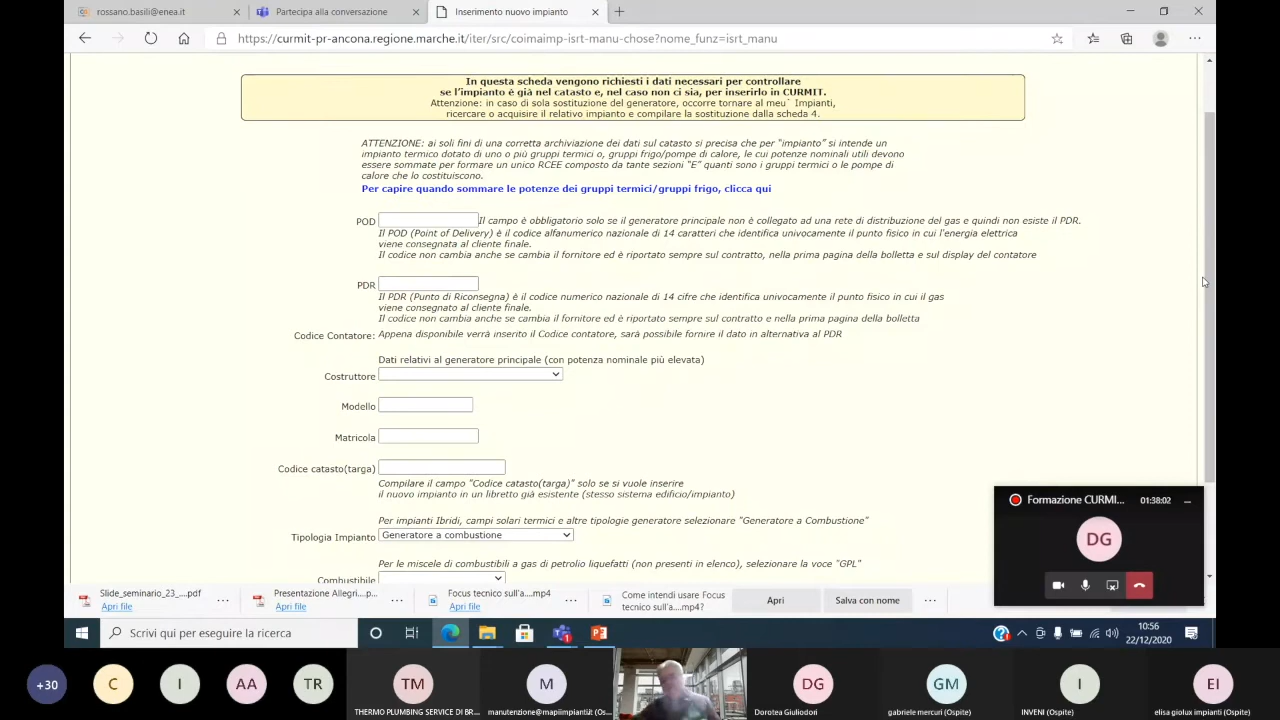 rossano.basili@enea.it
Partecipa alla conversazione
Inserimento nuovo impianto
https://curmit-pr-ancona.regione.marche.it/iter/src/coimaimp-isrt-manu-chose?nome_funz=isrt_manu
In questa scheda vengono richiesti i dati necessari per controllare
se l'impianto è già nel catasto e, nel caso non ci sia, per inserirlo in CURMIT.
Attenzione: in caso di sola sostituzione del generatore, occorre tornare al meu` Impianti,
ricercare o acquisire il relativo impianto e compilare la sostituzione dalla scheda 4.
ATTENZIONE: ai soli fini di una corretta archiviazione dei dati sul catasto si precisa che per "impianto" si intende un
impianto termico dotato di uno o più gruppi termici o, gruppi frigo/pompe di calore, le cui potenze nominali utili devono
essere sommate per formare un unico RCEE composto da tante sezioni "E" quanti sono i gruppi termici o le pompe di
calore che lo costituiscono.
Per capire quando sommare le potenze dei gruppi termici/gruppi frigo, clicca qui
POD Il campo è obbligatorio solo se il generatore principale non è collegato ad una rete di distribuzione del gas e quindi non esiste il PDR.
Il POD (Point of Delivery) è il codice alfanumerico nazionale di 14 caratteri che identifica univocamente il punto fisico in cui l'energia elettrica
viene consegnata al cliente finale.
Il codice non cambia anche se cambia il fornitore ed è riportato sempre sul contratto, nella prima pagina della bolletta e sul display del contatore
PDR
Il PDR (Punto di Riconsegna) è il codice numerico nazionale di 14 cifre che identifica univocamente il punto fisico in cui il gas
viene consegnato al cliente finale.
Il codice non cambia anche se cambia il fornitore ed è riportato sempre sul contratto e nella prima pagina della bolletta
Codice Contatore: Appena disponibile verrà inserito il Codice contatore, sarà possibile fornire il dato in alternativa al PDR
Dati relativi al generatore principale (con potenza nominale più elevata)
Costruttore
Modello
Matricola
Codice catasto(targa)
Compilare il campo "Codice catasto(targa)" solo se si vuole inserire
il nuovo impianto in un libretto già esistente (stesso sistema edificio/impianto)
Per impianti Ibridi, campi solari termici e altre tipologie generatore selezionare "Generatore a Combustione"
Tipologia Impianto Generatore a combustione
Per le miscele di combustibili a gas di petrolio liquefatti (non presenti in elenco), selezionare la voce "GPL"
Combustibile
Formazione CURMI... 01:38:02
DG
Slide_seminario_23_....pdf
Apri file
Presentazione Allegri....p...
Apri file
Focus tecnico sull'a....mp4
Apri file
Come intendi usare Focus
tecnico sull'a....mp4?
Apri
Salva con nome
Scrivi qui per eseguire la ricerca
10:56
22/12/2020
+30
C
I
AA
TR
TM
THERMO PLUMBING SERVICE DI BR...
M
manutenzione@mapiimpianti.it (Os...
DG
Dorotea Giuliodori
GM
gabriele mercuri (Ospite)
I
INVENI (Ospite)
EI
elisa giolux impianti (Ospite)